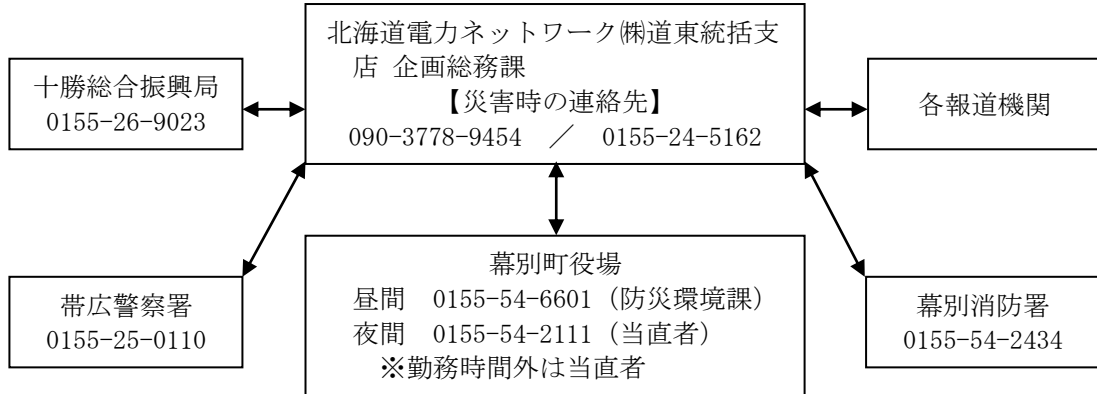 北海道電力ネットワーク㈱道東統括支
店 企画総務課
【災害時の連絡先】
090-3778-9454 / 0155-24-5162
十勝総合振興局
0155-26-9023
各報道機関
帯広警察署
0155-25-0110
幕別町役場
昼間 0155-54-6601(防災環境課)
夜間 0155-54-2111(当直者)
※勤務時間外は当直者
幕別消防署
0155-54-2434